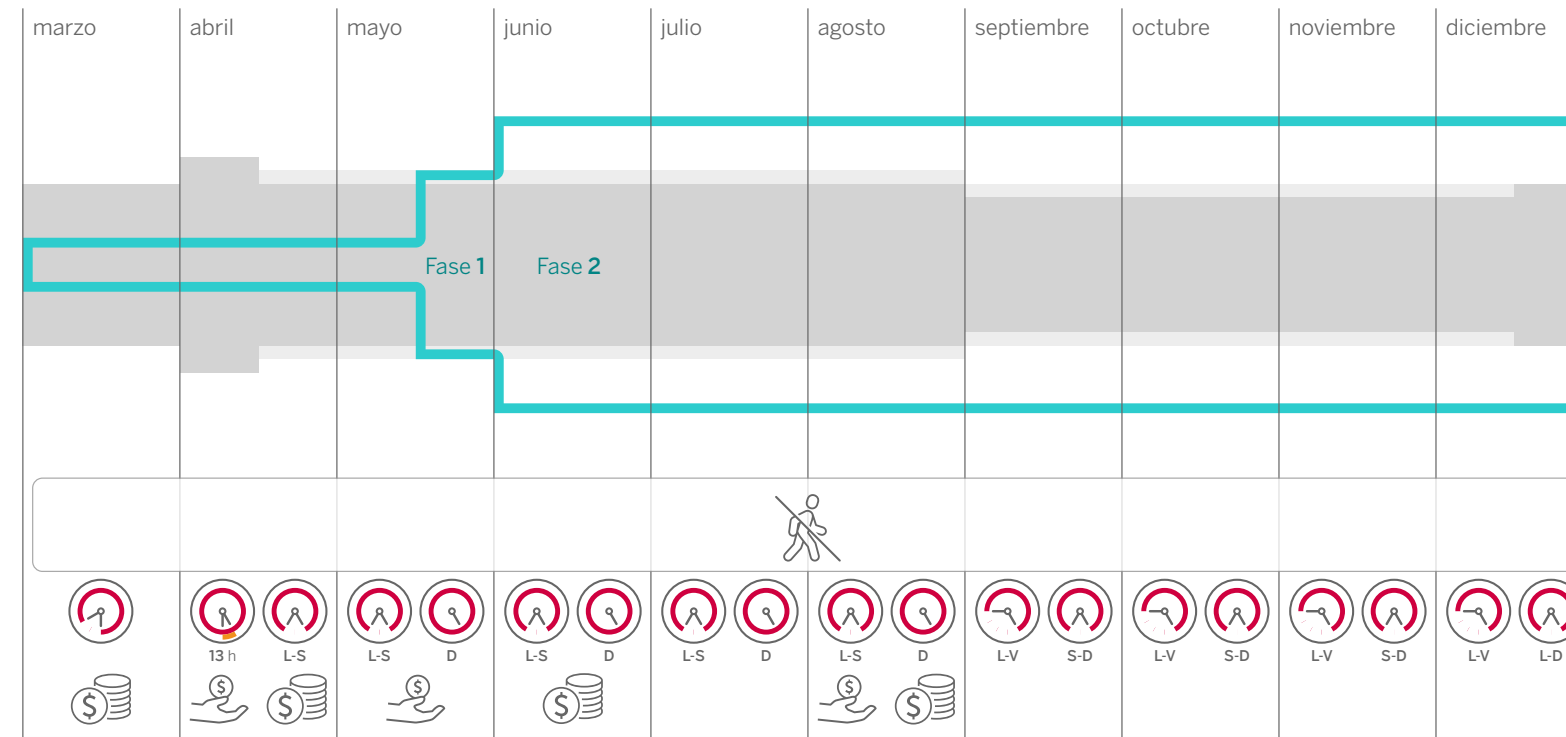 marzo abril mayo junio julio agosto septiembre octubre noviembre diciembre
Fase 1 Fase 2
13 h L-S L-S D L-S D L-S D L-S D L-V S-D L-V S-D L-V S-D L-V L-D
$ $ $ $ $ $ $